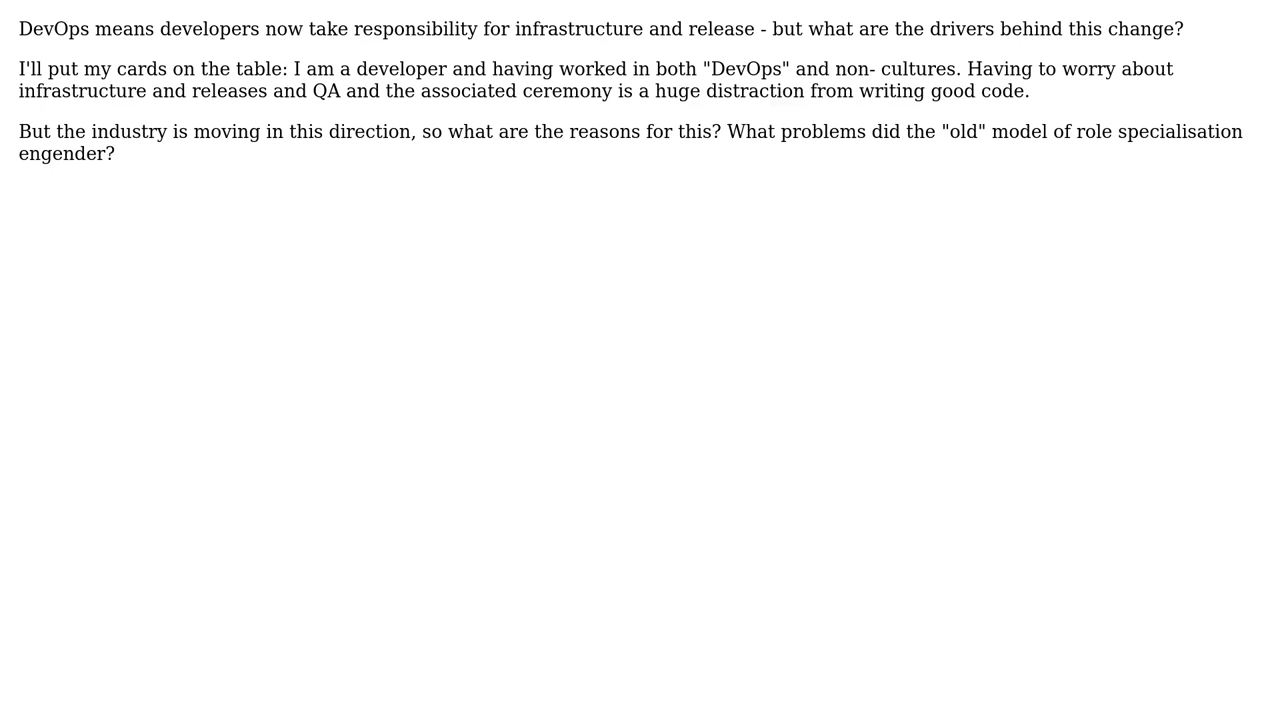 DevOps means developers now take responsibility for infrastructure and release - but what are the drivers behind this change?
I'll put my cards on the table: I am a developer and having worked in both "DevOps" and non- cultures. Having to worry about
infrastructure and releases and QA and the associated ceremony is a huge distraction from writing good code.
But the industry is moving in this direction, so what are the reasons for this? What problems did the "old" model of role specialisation
engender?